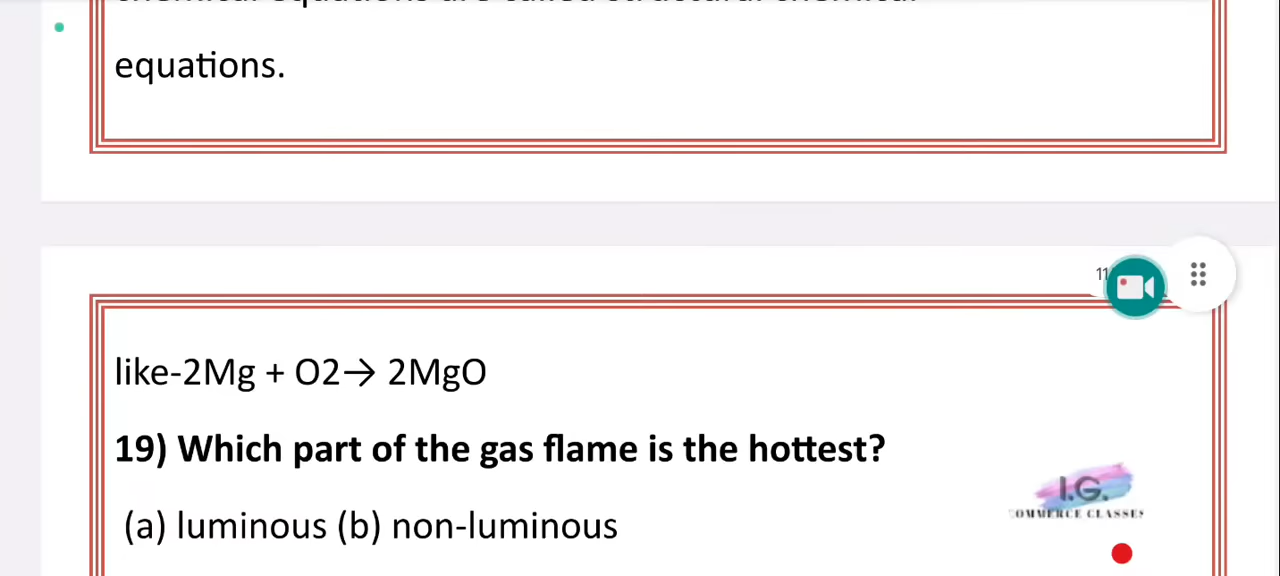 equations.
11
like-2Mg + O2→ 2MgO
19) Which part of the gas flame is the hottest?
(a) luminous (b) non-luminous
I.G.
COMMERCE CLASSES